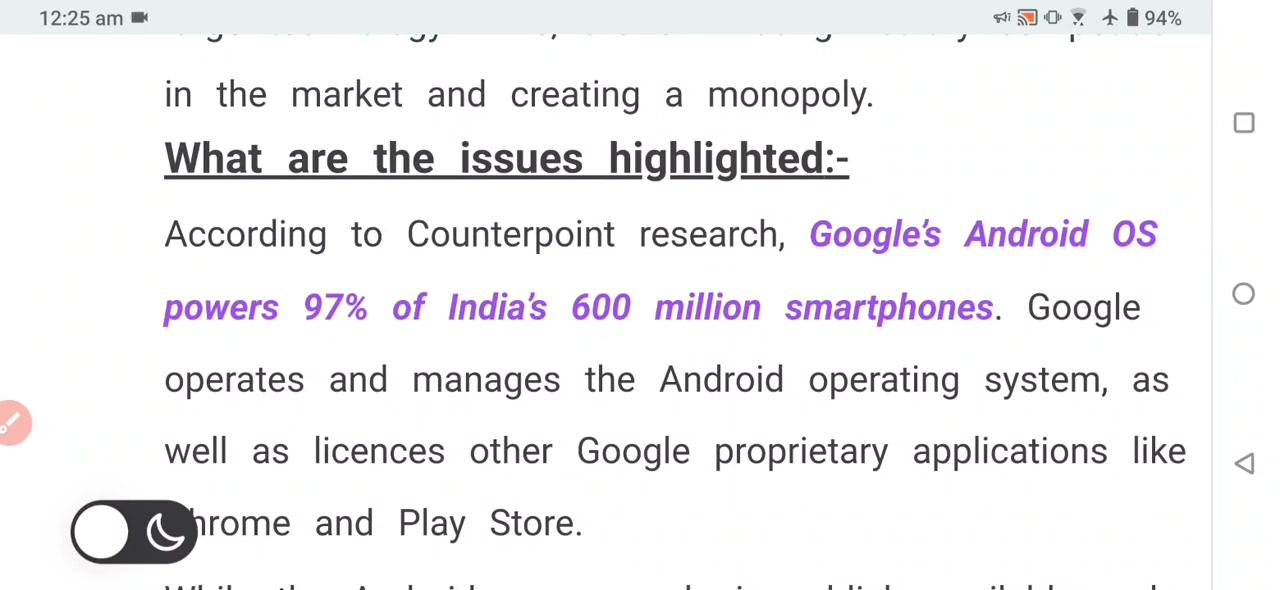 12:25 am 94%
in the market and creating a monopoly.
What are the issues highlighted:-
According to Counterpoint research, Google's Android OS
powers 97% of India's 600 million smartphones. Google
operates and manages the Android operating system, as
well as licences other Google proprietary applications like
hrome and Play Store.